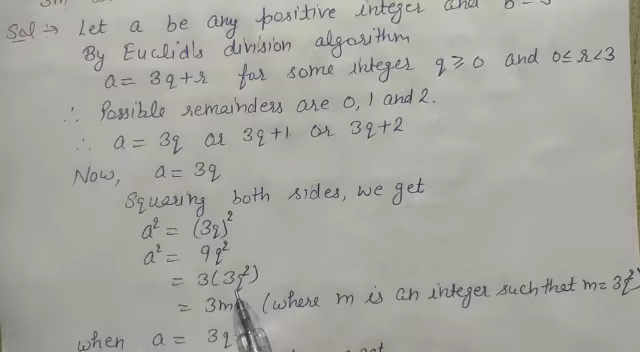 Sol :→ Let a be any positive integer and b = 3
By Euclid's division algorithm
a = 3q + r for some integer q ⩾ 0 and 0 ≤ r < 3
∴ Possible remainders are 0, 1 and 2.
∴ a = 3q or 3q+1 or 3q+2
Now, a = 3q
Squaring both sides, we get
a² = (3q)²
a² = 9q²
= 3(3q²)
= 3m (where m is an integer such that m = 3q²
when a = 3q